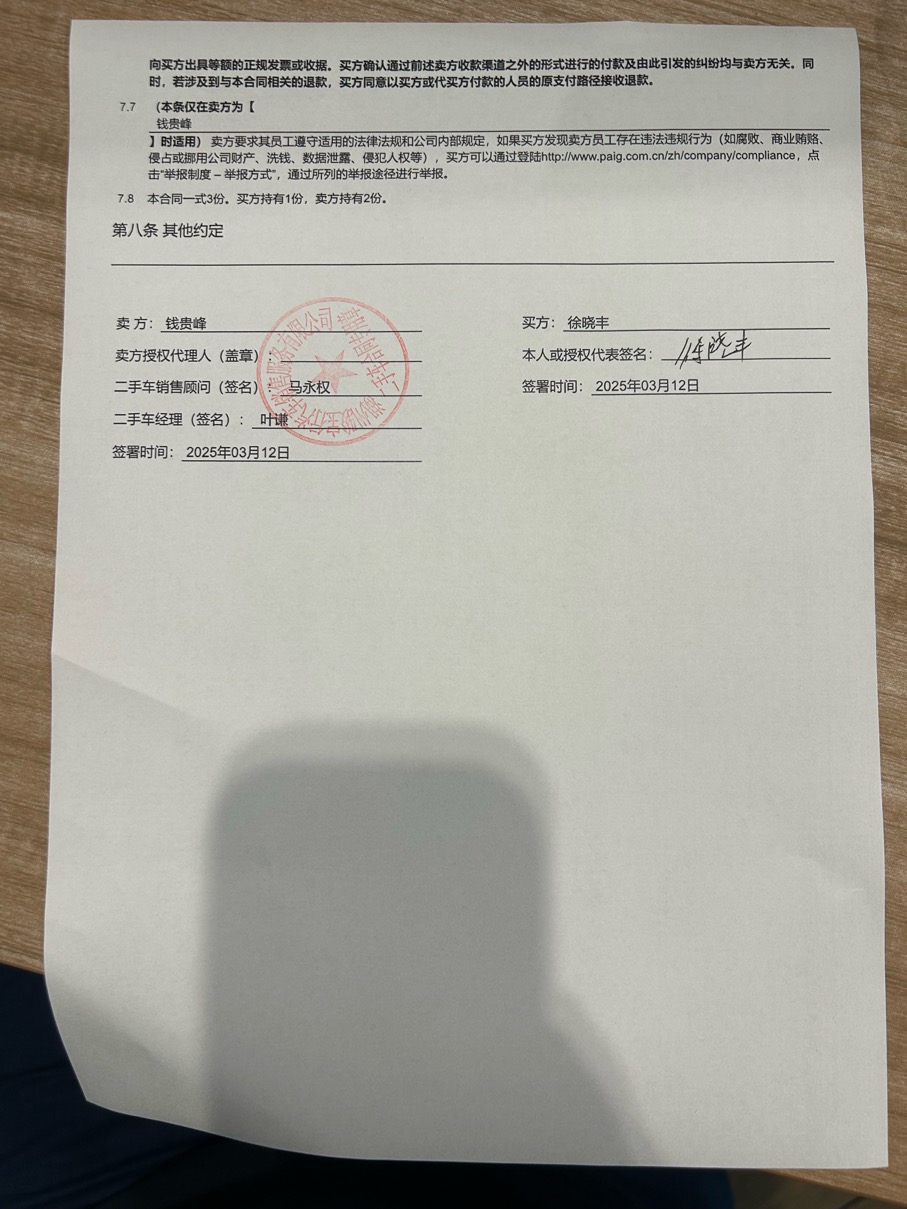 向买方出具等额的正规发票或收据。买方确认通过前述卖方收款渠道之外的形式进行的付款及由此引发的纠纷均与卖方无关。同
时，若涉及到与本合同相关的退款，买方同意以买方或代买方付款的人员的原支付路径接收退款。
7.7 （本条仅在卖方为【
钱贵峰
】时适用）卖方要求其员工遵守适用的法律法规和公司内部规定，如果买方发现卖方员工存在违法违规行为（如腐败、商业贿赂、
侵占或挪用公司财产、洗钱、数据泄露、侵犯人权等），买方可以通过登陆http://www.paig.com.cn/zh/company/compliance，点
击“举报制度 – 举报方式”，通过所列的举报途径进行举报。
7.8 本合同一式3份。买方持有1份，卖方持有2份。
第八条 其他约定
卖 方： 钱贵峰 买方： 徐晓丰
卖方授权代理人（盖章）： 本人或授权代表签名： 徐晓丰
二手车销售顾问（签名）： 马永权 签署时间： 2025年03月12日
二手车经理（签名）： 叶谦
签署时间： 2025年03月12日